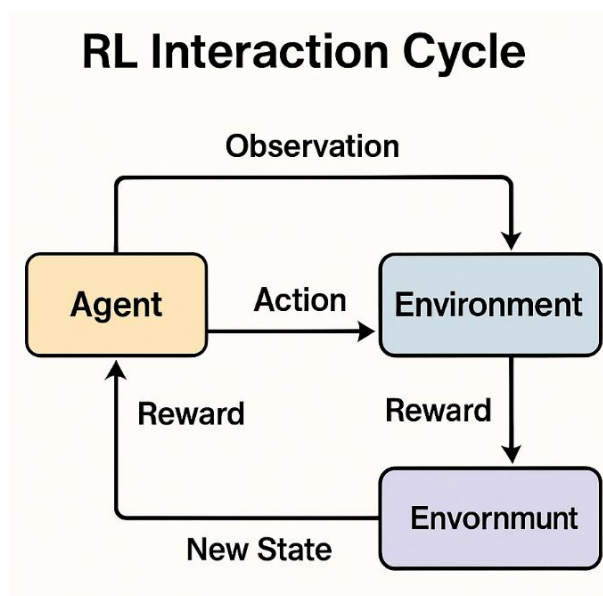 RL Interaction Cycle
Observation
Agent
Action
Environment
Reward
Reward
Envornmunt
New State